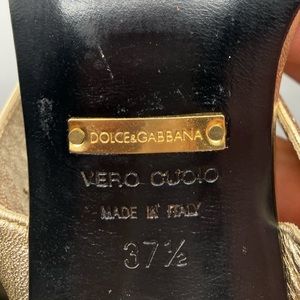 DOLCE&GABBANA
VERO CUOIO
MADE IN ITALY
37½